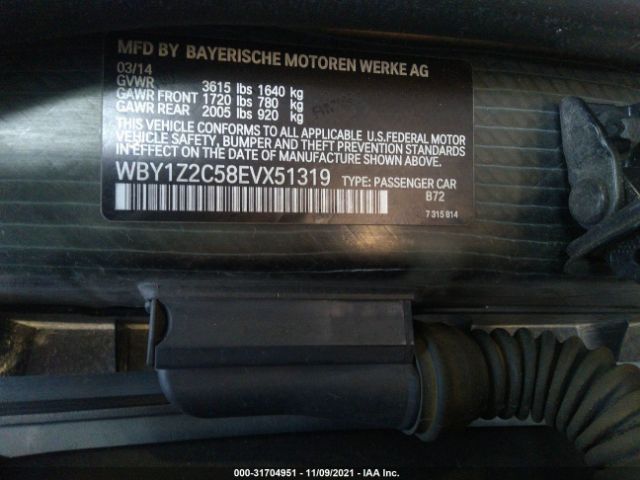 MFD BY BAYERISCHE MOTOREN WERKE AG
03/14
GVWR 3615 lbs 1640 kg
GAWR FRONT 1720 lbs 780 kg
GAWR REAR 2005 lbs 920 kg
THIS VEHICLE CONFORMS TO ALL APPLICABLE U.S.FEDERAL MOTOR
VEHICLE SAFETY, BUMPER AND THEFT PREVENTION STANDARDS IN
EFFECT ON THE DATE OF MANUFACTURE SHOWN ABOVE.
WBY1Z2C58EVX51319 TYPE: PASSENGER CAR
B72
7 315 814
000-31704951 - 11/09/2021 - IAA Inc.